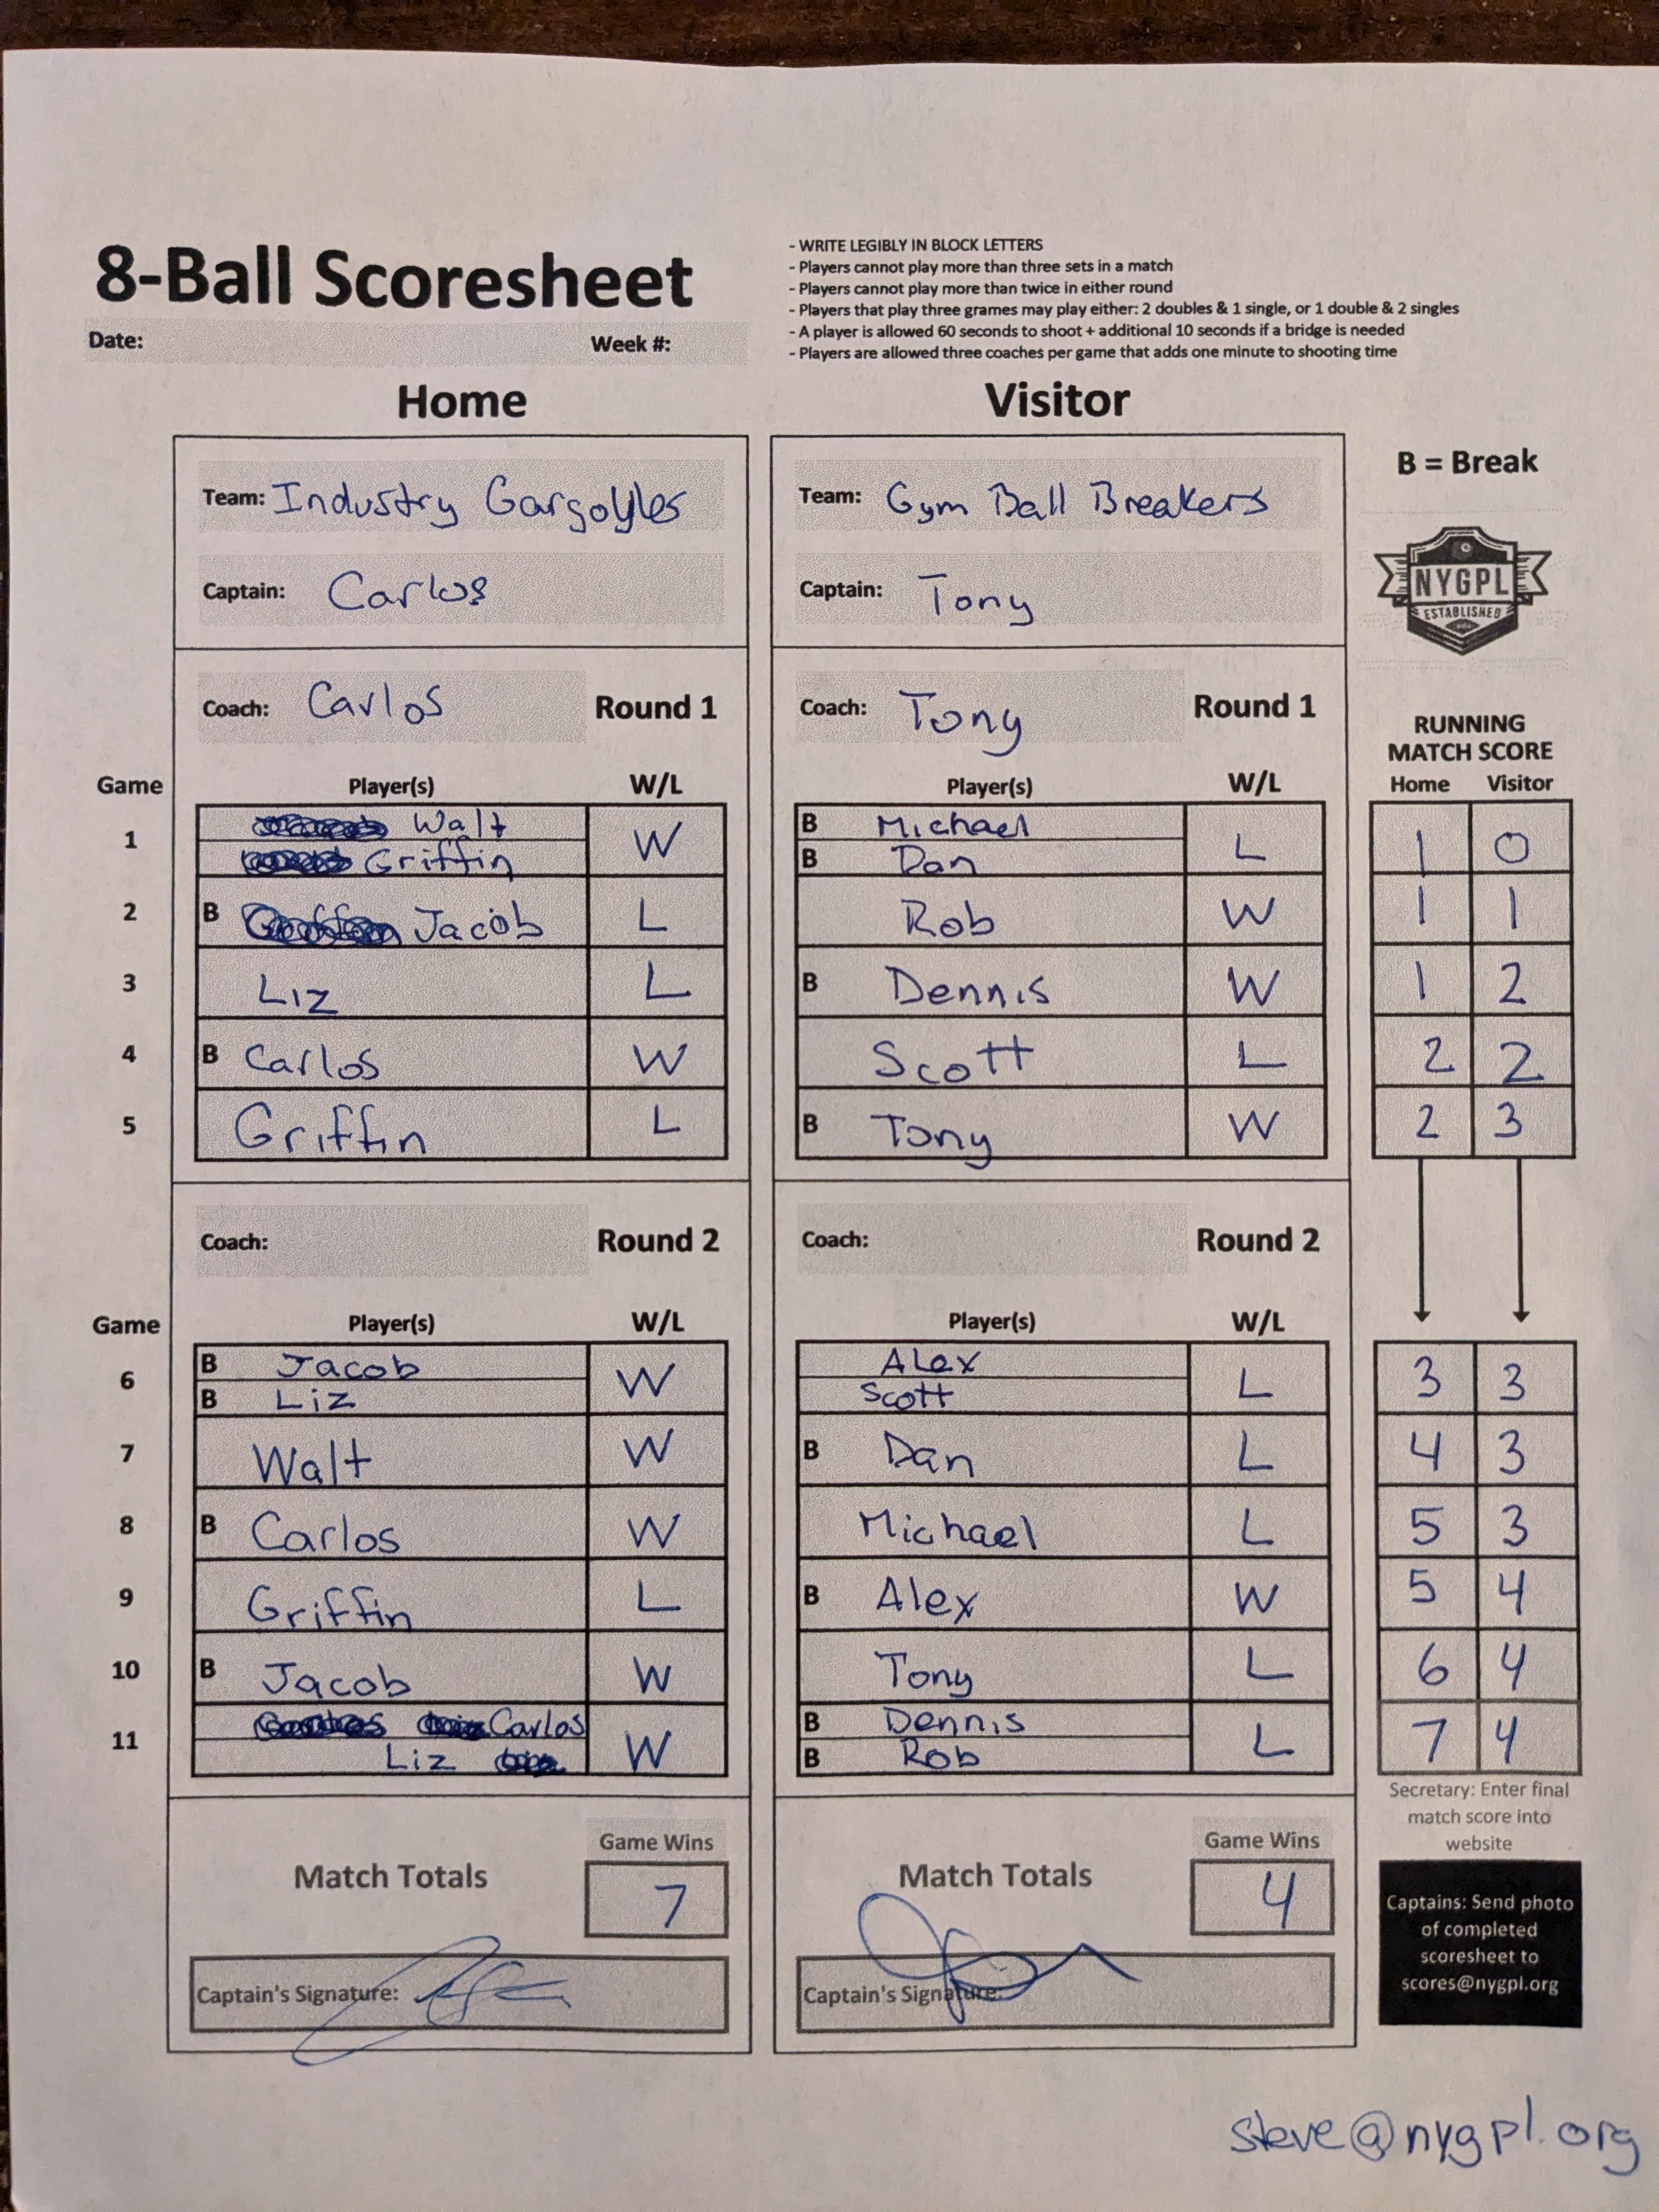 8-Ball Scoresheet
Date: Week #:
- WRITE LEGIBLY IN BLOCK LETTERS
- Players cannot play more than three sets in a match
- Players cannot play more than twice in either round
- Players that play three grames may play either: 2 doubles & 1 single, or 1 double & 2 singles
- A player is allowed 60 seconds to shoot + additional 10 seconds if a bridge is needed
- Players are allowed three coaches per game that adds one minute to shooting time
Home Visitor
Team: Industry Gargoyles Team: Gym Ball Breakers
B = Break
Captain: Carlos Captain: Tony
NYGPL
ESTABLISHED
Coach: Carlos Round 1 Coach: Tony Round 1
RUNNING
MATCH SCORE
Game Player(s) W/L Player(s) W/L Home Visitor
1 Walt W B Michael L 1 0
Griffin B Dan
2 B Jacob L Rob W 1 1
3 Liz L B Dennis W 1 2
4 B Carlos W Scott L 2 2
5 Griffin L B Tony W 2 3
Coach: Round 2 Coach: Round 2
Game Player(s) W/L Player(s) W/L
6 B Jacob W Alex L 3 3
B Liz Scott
7 Walt W B Dan L 4 3
8 B Carlos W Michael L 5 3
9 Griffin L B Alex W 5 4
10 B Jacob W Tony L 6 4
11 Carlos W B Dennis L 7 4
Liz B Rob
Secretary: Enter final
match score into
website
Game Wins Game Wins
Match Totals 7 Match Totals 4
Captains: Send photo
of completed
scoresheet to
scores@nygpl.org
Captain's Signature: Captain's Signature:
steve@nygpl.org